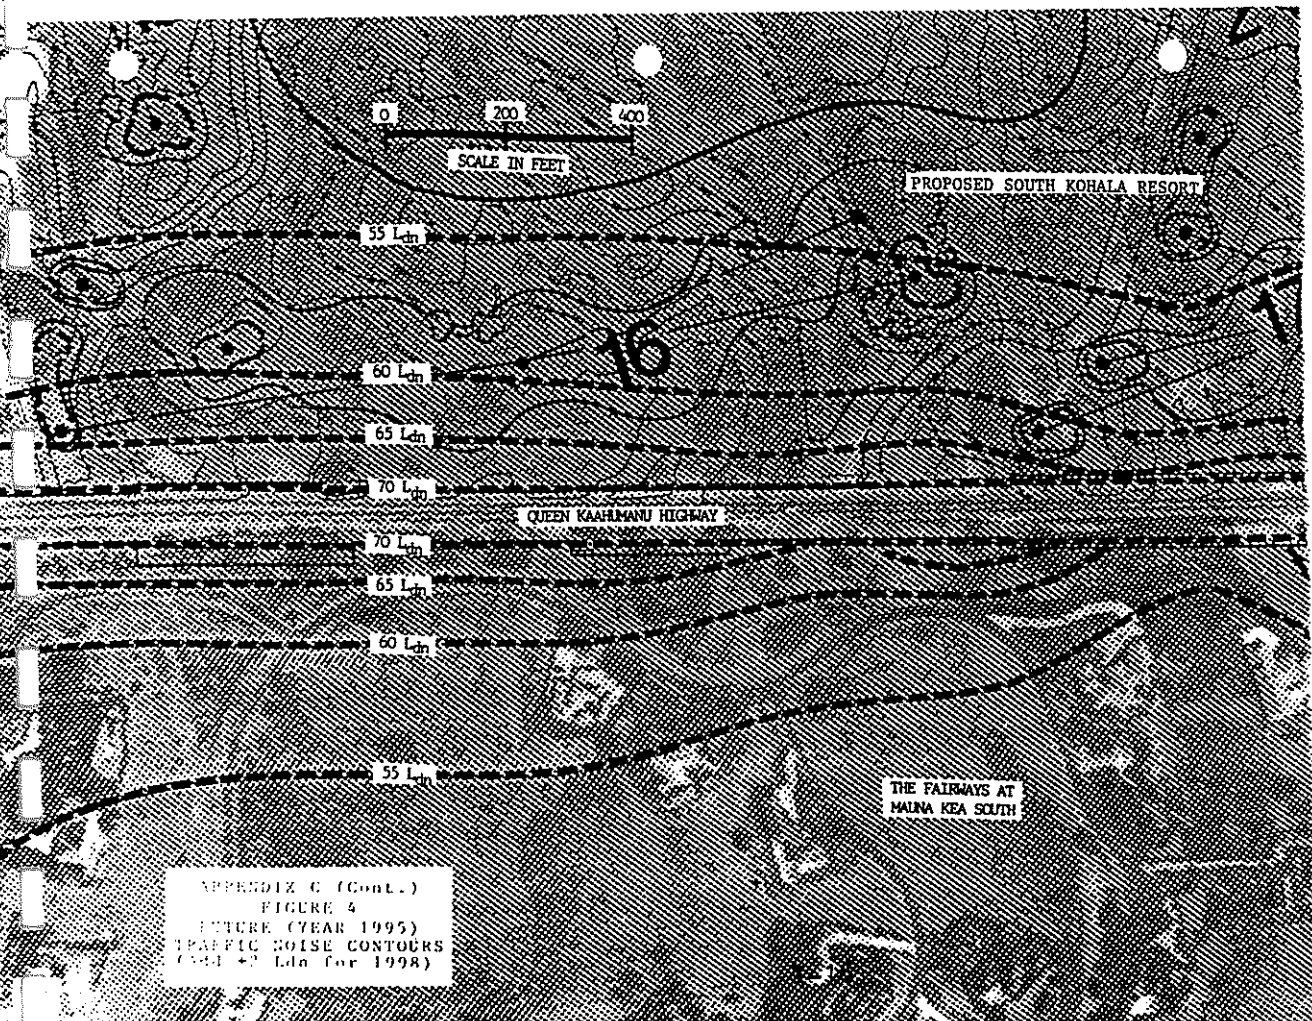 0 200 400
SCALE IN FEET
PROPOSED SOUTH KOHALA RESORT
55 Ldn
16
60 Ldn
65 Ldn
70 Ldn
QUEEN KAAHUMANU HIGHWAY
70 Ldn
65 Ldn
60 Ldn
55 Ldn
THE FAIRWAYS AT
MAUNA KEA SOUTH
APPENDIX C (Cont.)
FIGURE 4
FUTURE (YEAR 1995)
TRAFFIC NOISE CONTOURS
+2 Ldn for 1998)